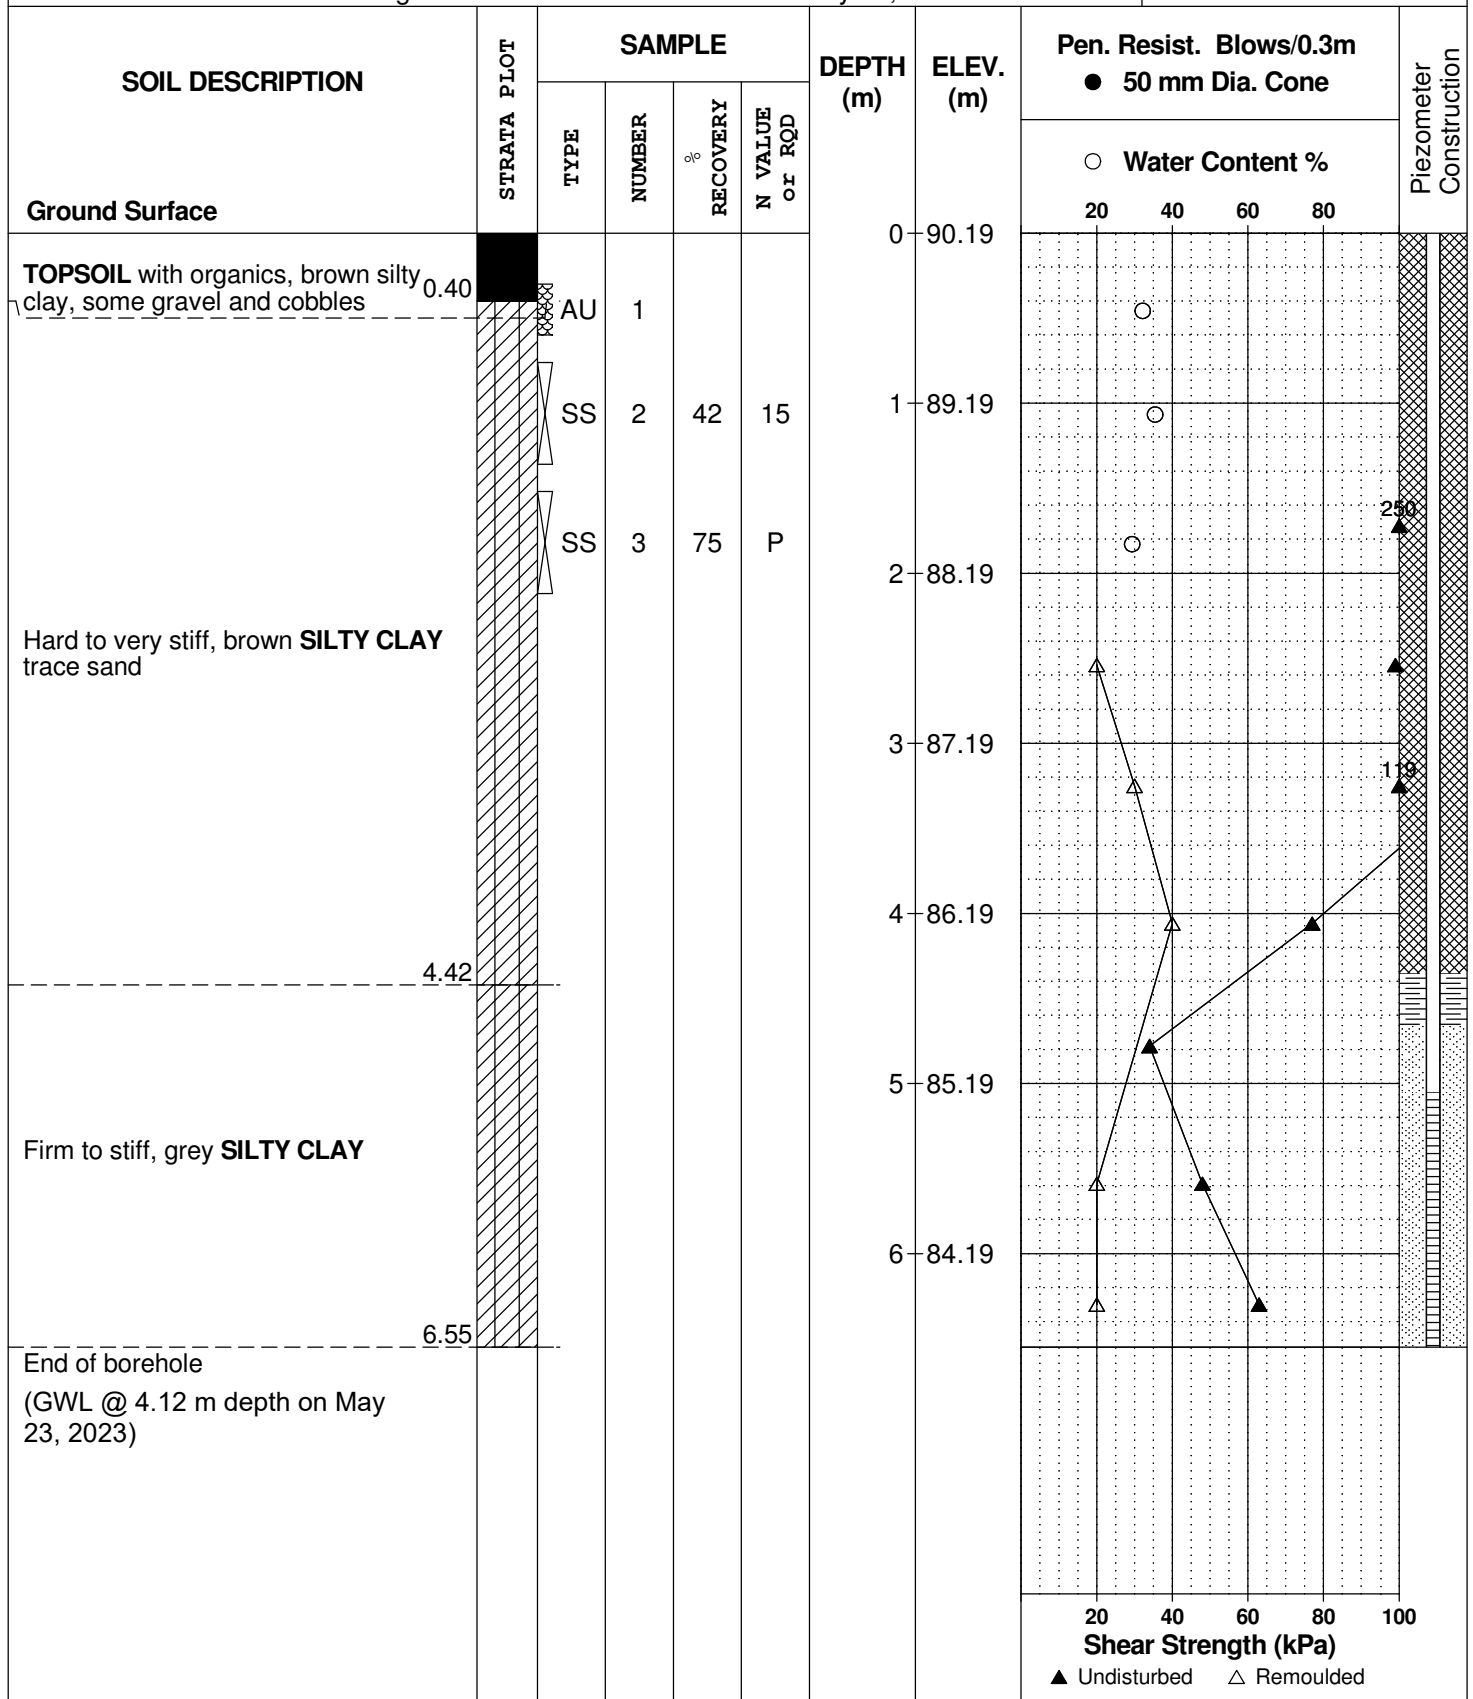 SOIL DESCRIPTION
Ground Surface
STRATA PLOT
SAMPLE
TYPE
NUMBER
%
RECOVERY
N VALUE
or RQD
DEPTH
(m)
ELEV.
(m)
Pen. Resist. Blows/0.3m
● 50 mm Dia. Cone
○ Water Content %
20 40 60 80
Piezometer
Construction
0 90.19
TOPSOIL with organics, brown silty 0.40
clay, some gravel and cobbles
AU 1
1 89.19
SS 2 42 15
250
SS 3 75 P
2 88.19
Hard to very stiff, brown SILTY CLAY
trace sand
3 87.19
119
4 86.19
4.42
5 85.19
Firm to stiff, grey SILTY CLAY
6 84.19
6.55
End of borehole
(GWL @ 4.12 m depth on May
23, 2023)
20 40 60 80 100
Shear Strength (kPa)
▲ Undisturbed △ Remoulded